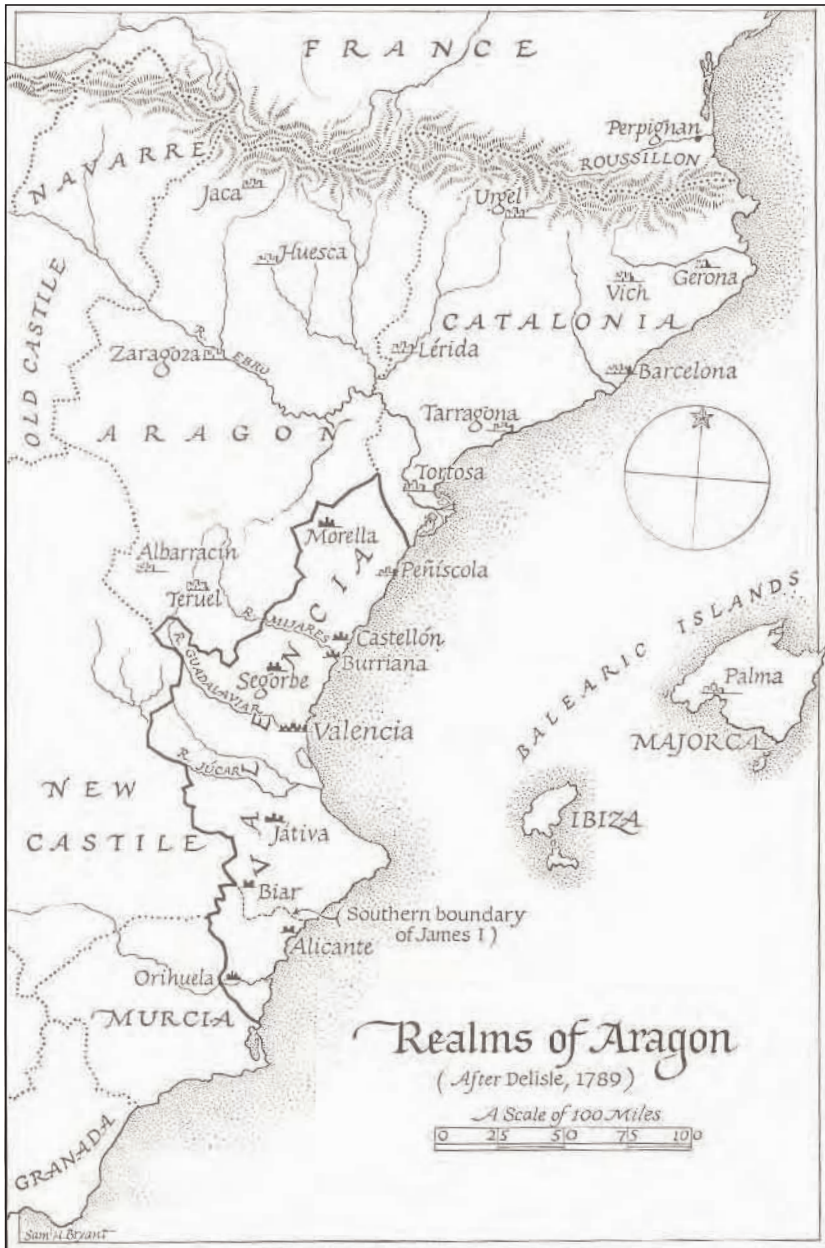 FRANCE
Perpignan
ROUSSILLON
NAVARRE
Jaca
Urgel
Huesca
Gerona
Vich
OLD CASTILE
CATALONIA
R. EBRO
Zaragoza
Lérida
Barcelona
ARAGON
Tarragona
Tortosa
Morella
Albarracín
Peñíscola
Teruel
R. MIJARES
Castellón
Burriana
BALEARIC ISLANDS
Segorbe
R. GUADALAVIAR
Palma
Valencia
MAJORCA
R. JÚCAR
VALENCIA
NEW
CASTILE
IBIZA
Játiva
Biar
(Southern boundary
of James I)
Alicante
Orihuela
MURCIA
Realms of Aragon
(After Delisle, 1789)
A Scale of 100 Miles
0 25 50 75 100
GRANADA
Sam'l H. Bryant